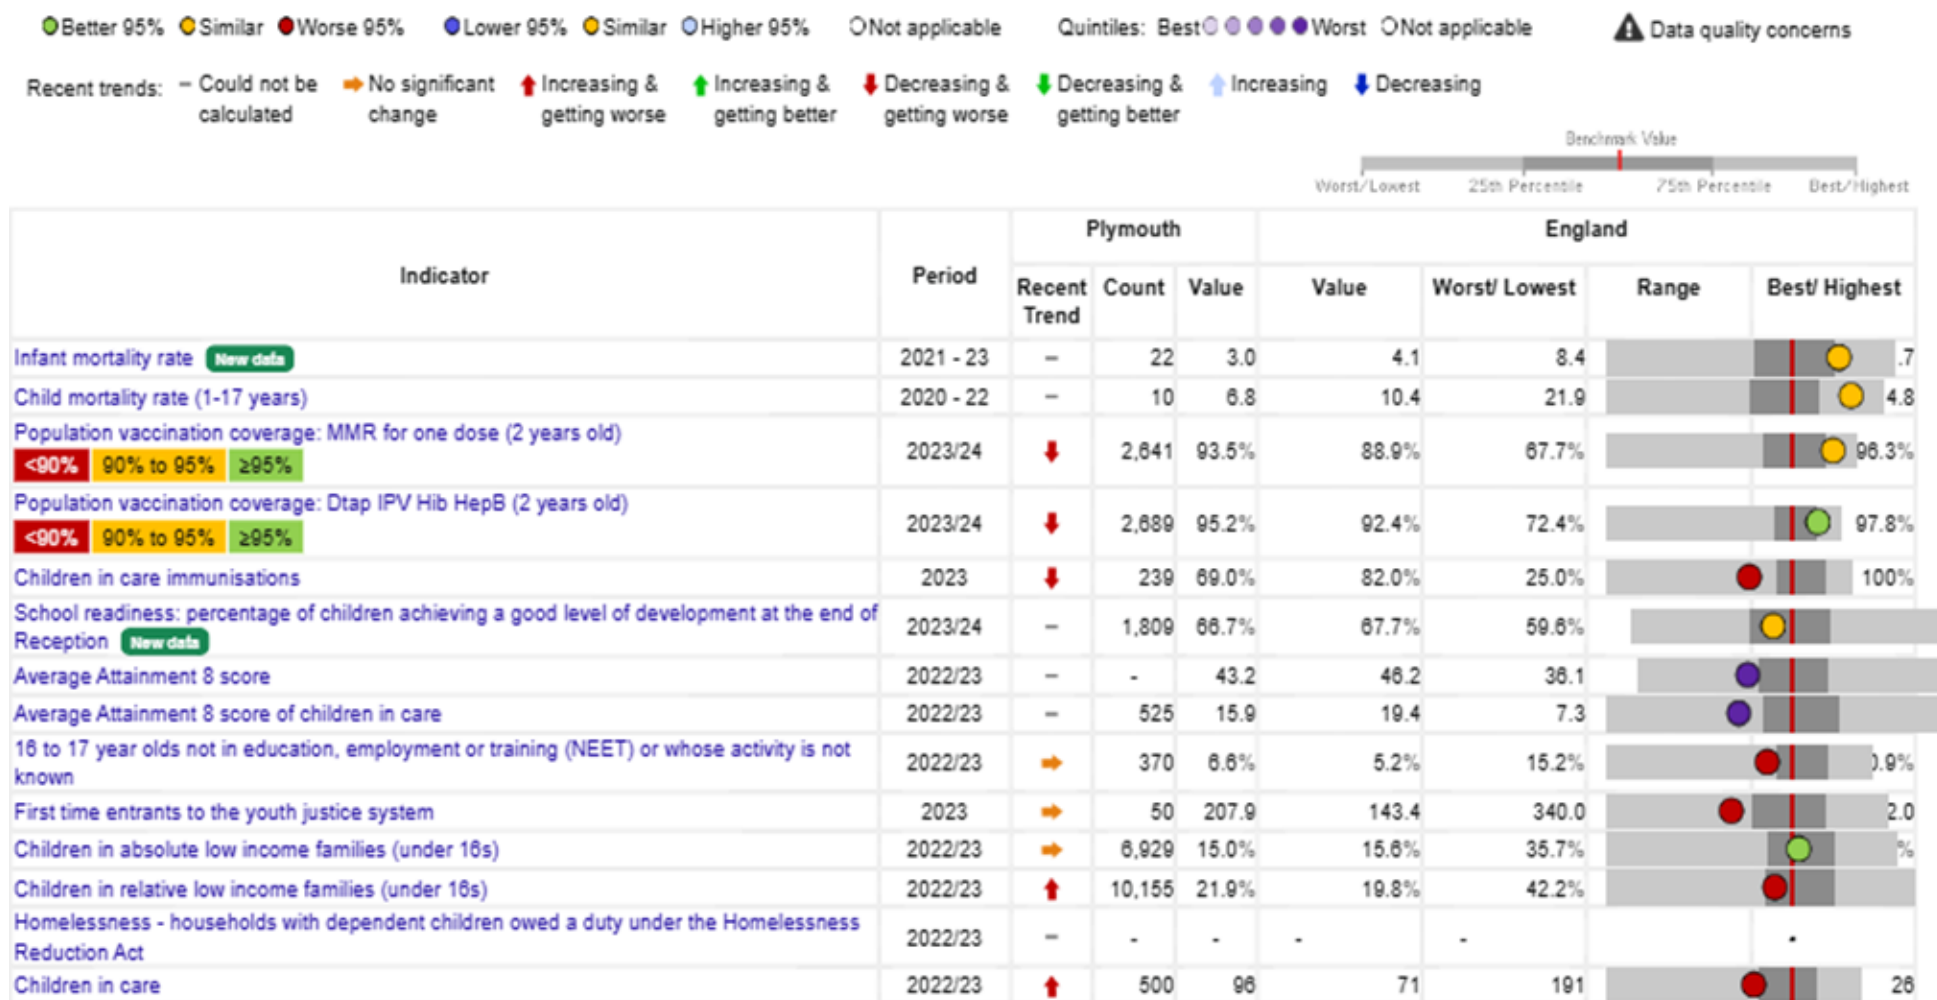 Better 95% Similar Worse 95% Lower 95% Similar Higher 95% Not applicable Quintiles: Best Worst Not applicable Data quality concerns
Recent trends: – Could not be calculated No significant change Increasing & getting worse Increasing & getting better Decreasing & getting worse Decreasing & getting better Increasing Decreasing
Benchmark Value
Worst/Lowest 25th Percentile 75th Percentile Best/Highest
Plymouth England
Indicator Period Recent Trend Count Value Value Worst/ Lowest Range Best/ Highest
Infant mortality rate New data 2021 - 23 – 22 3.0 4.1 8.4 .7
Child mortality rate (1-17 years) 2020 - 22 – 10 6.8 10.4 21.9 4.8
Population vaccination coverage: MMR for one dose (2 years old)
<90% 90% to 95% ≥95% 2023/24 2,641 93.5% 88.9% 67.7% 96.3%
Population vaccination coverage: Dtap IPV Hib HepB (2 years old)
<90% 90% to 95% ≥95% 2023/24 2,689 95.2% 92.4% 72.4% 97.8%
Children in care immunisations 2023 239 69.0% 82.0% 25.0% 100%
School readiness: percentage of children achieving a good level of development at the end of
Reception New data 2023/24 – 1,809 66.7% 67.7% 59.6%
Average Attainment 8 score 2022/23 – - 43.2 46.2 36.1
Average Attainment 8 score of children in care 2022/23 – 525 15.9 19.4 7.3
16 to 17 year olds not in education, employment or training (NEET) or whose activity is not
known 2022/23 370 6.6% 5.2% 15.2% .9%
First time entrants to the youth justice system 2023 50 207.9 143.4 340.0 2.0
Children in absolute low income families (under 16s) 2022/23 6,929 15.0% 15.6% 35.7% %
Children in relative low income families (under 16s) 2022/23 10,155 21.9% 19.8% 42.2%
Homelessness - households with dependent children owed a duty under the Homelessness
Reduction Act 2022/23 – - - - - -
Children in care 2022/23 500 96 71 191 26